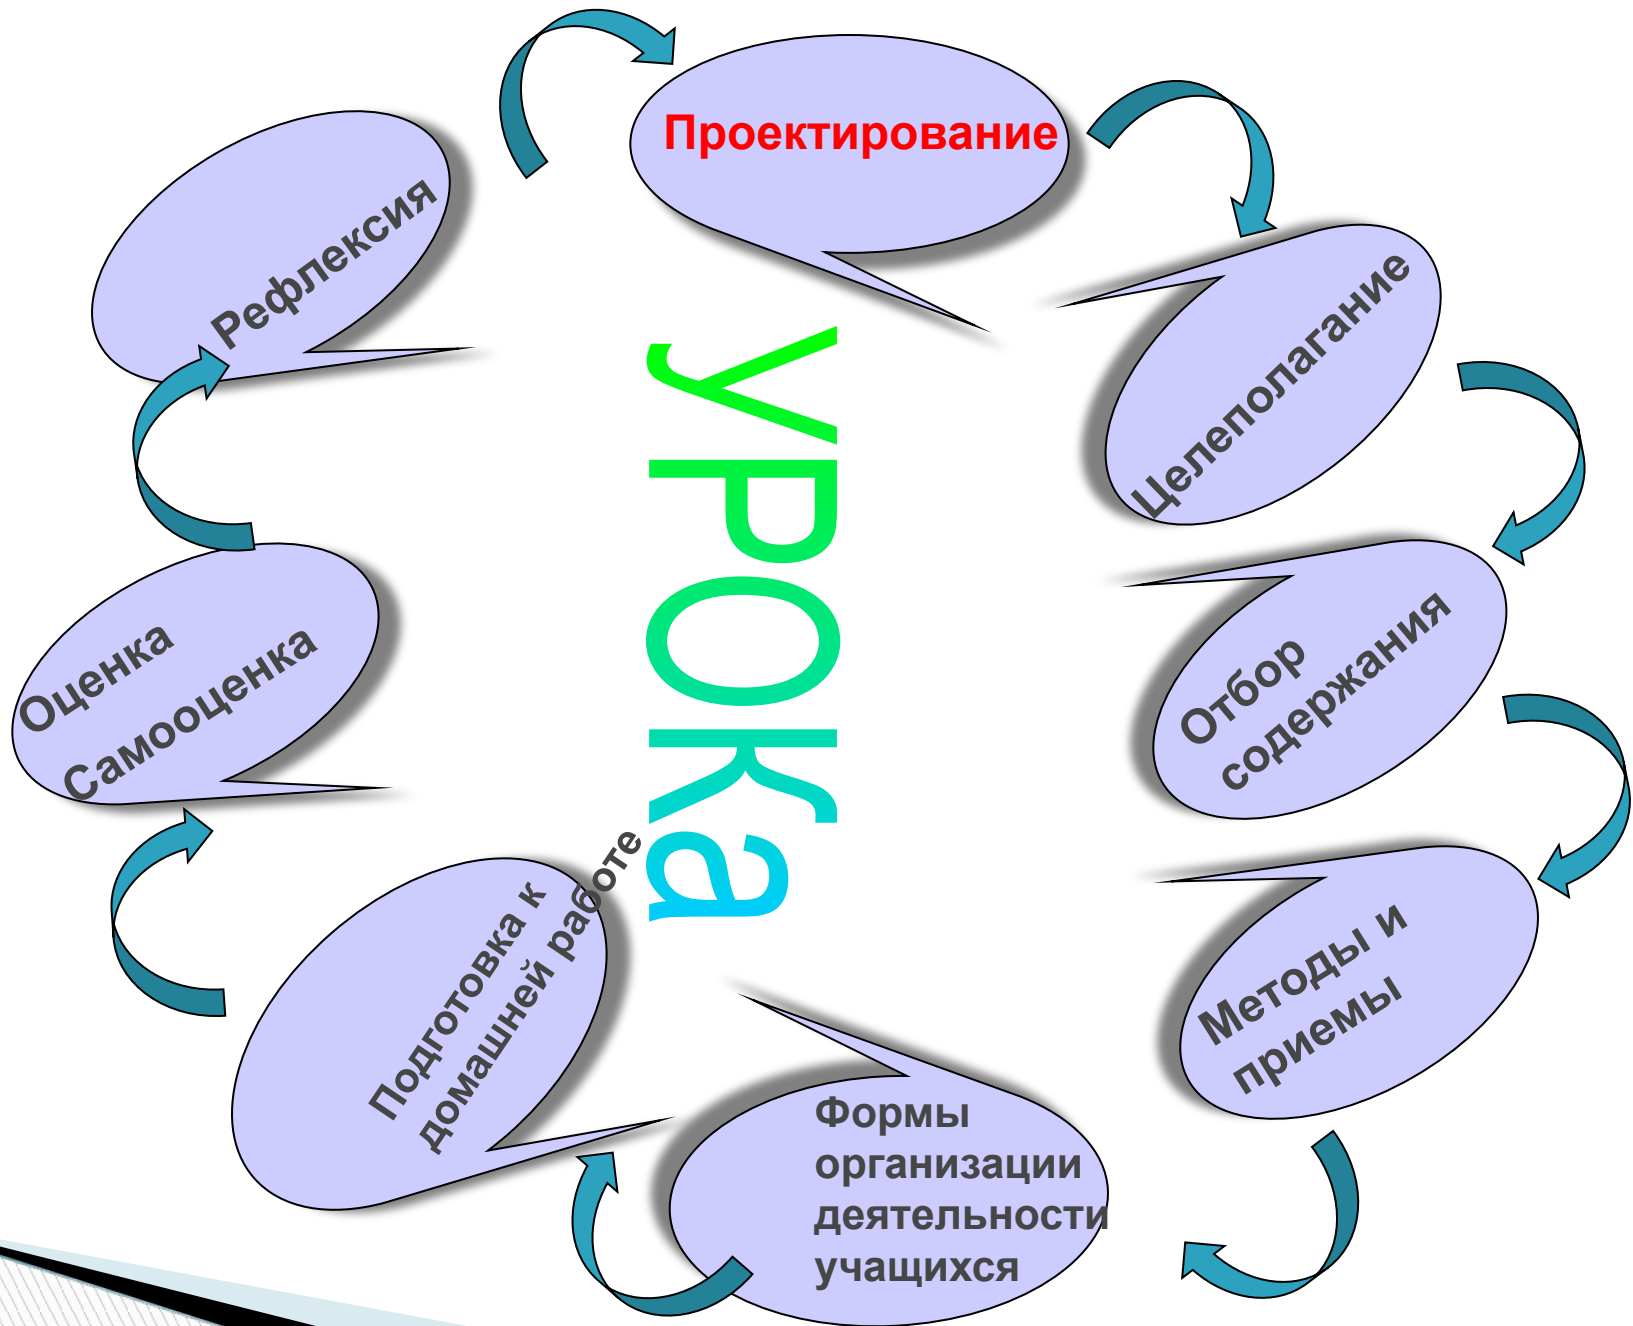 Проектирование
Целеполагание
Отбор
содержания
Методы и
приемы
Формы
организации
деятельности
учащихся
Подготовка к
домашней работе
Оценка
Самооценка
Рефлексия
урока